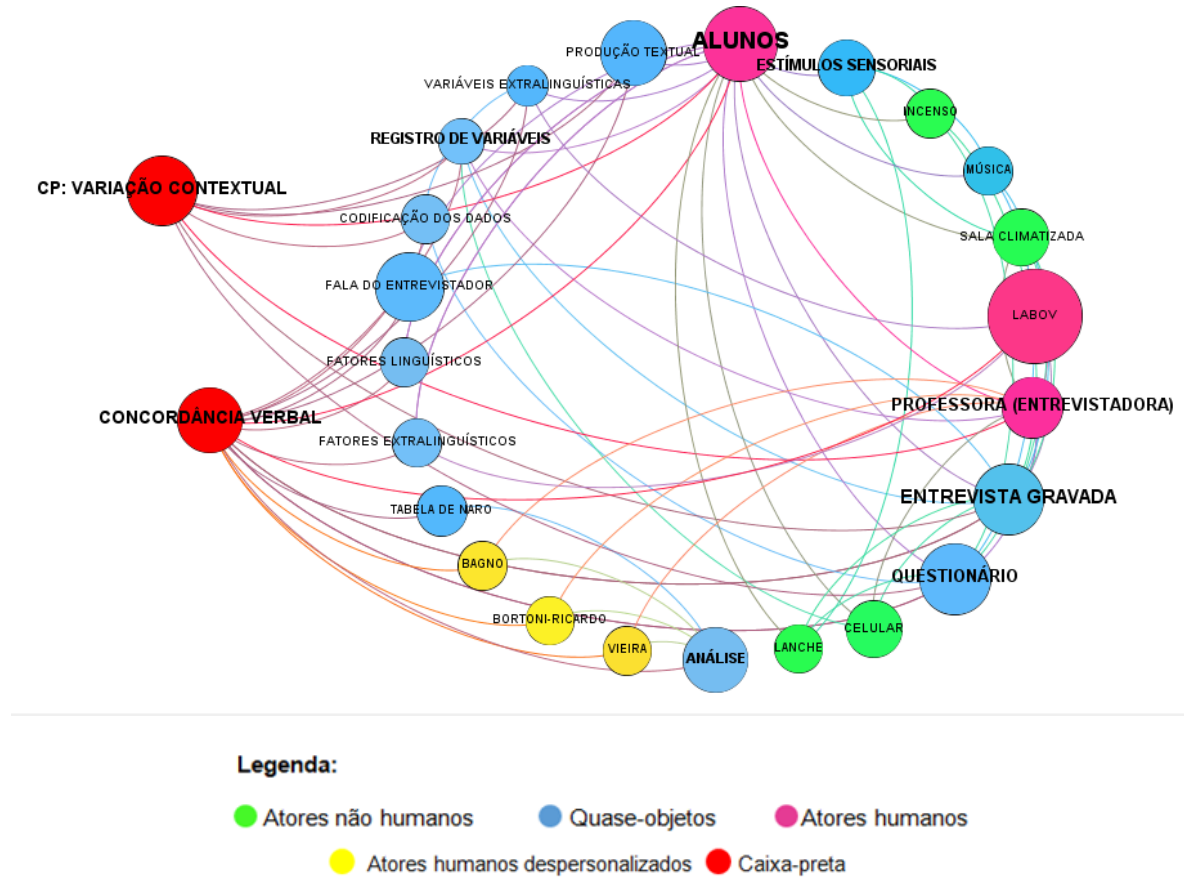 ALUNOS
PRODUÇÃO TEXTUAL
ESTÍMULOS SENSORIAIS
VARIÁVEIS EXTRALINGUÍSTICAS
INCENSO
REGISTRO DE VARIÁVEIS
MÚSICA
CP: VARIAÇÃO CONTEXTUAL
CODIFICAÇÃO DOS DADOS
SALA CLIMATIZADA
FALA DO ENTREVISTADOR
LABOV
FATORES LINGUÍSTICOS
PROFESSORA (ENTREVISTADORA)
CONCORDÂNCIA VERBAL
FATORES EXTRALINGUÍSTICOS
ENTREVISTA GRAVADA
TABELA DE NARO
BAGNO
QUESTIONÁRIO
BORTONI-RICARDO
CELULAR
VIEIRA
LANCHE
ANÁLISE
Legenda:
Atores não humanos
Quase-objetos
Atores humanos
Atores humanos despersonalizados
Caixa-preta